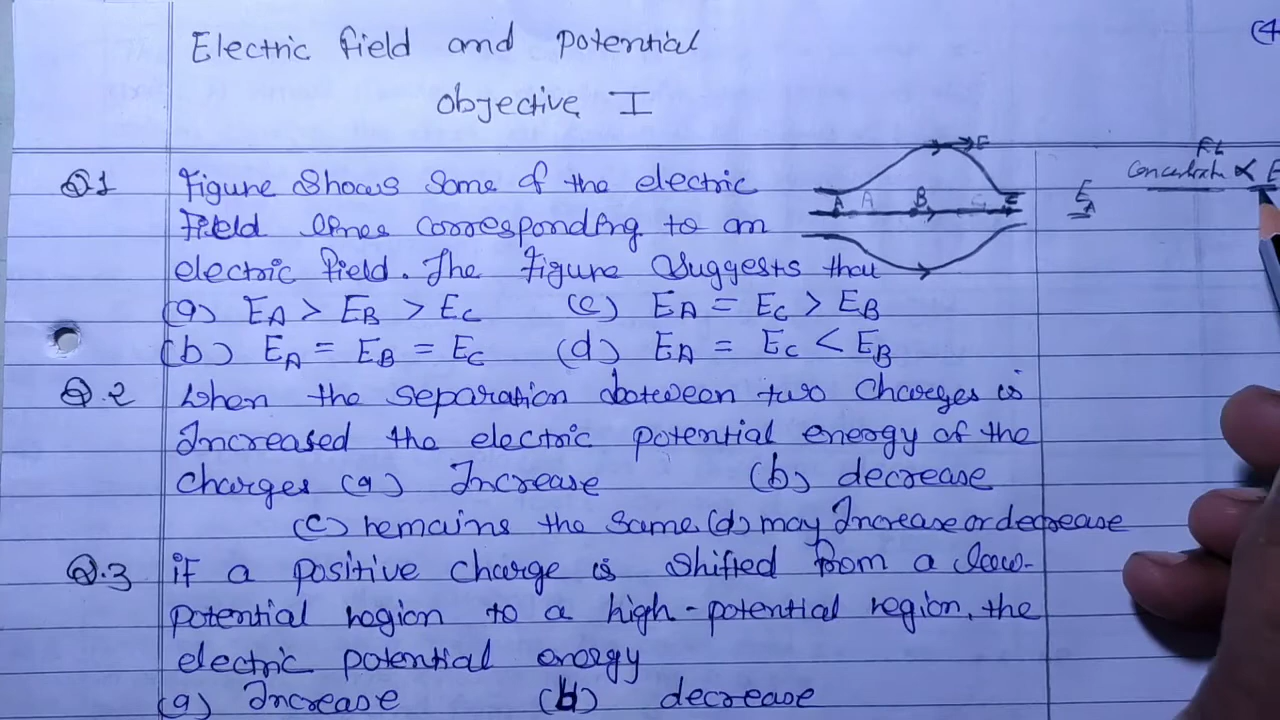 Electric field and potential
(4
Objective I
FL
Concentrate ∝ E
Q1 Figure Shows Some of the electric
A A B C E
E
A
field lines corresponding to an
electric field. The Figure Suggests that
(a) EA > EB > EC (c) EA = EC > EB
(b) EA = EB = EC (d) EA = EC < EB
Q.2 When the separation between two Charges is
Increased the electric potential energy of the
Charges (a) Increase (b) decrease
(c) remains the same (d) may Increase or decrease
Q.3 if a positive charge is shifted from a low-
potential region to a high-potential region, the
electric potential energy
(a) Increase (b) decrease